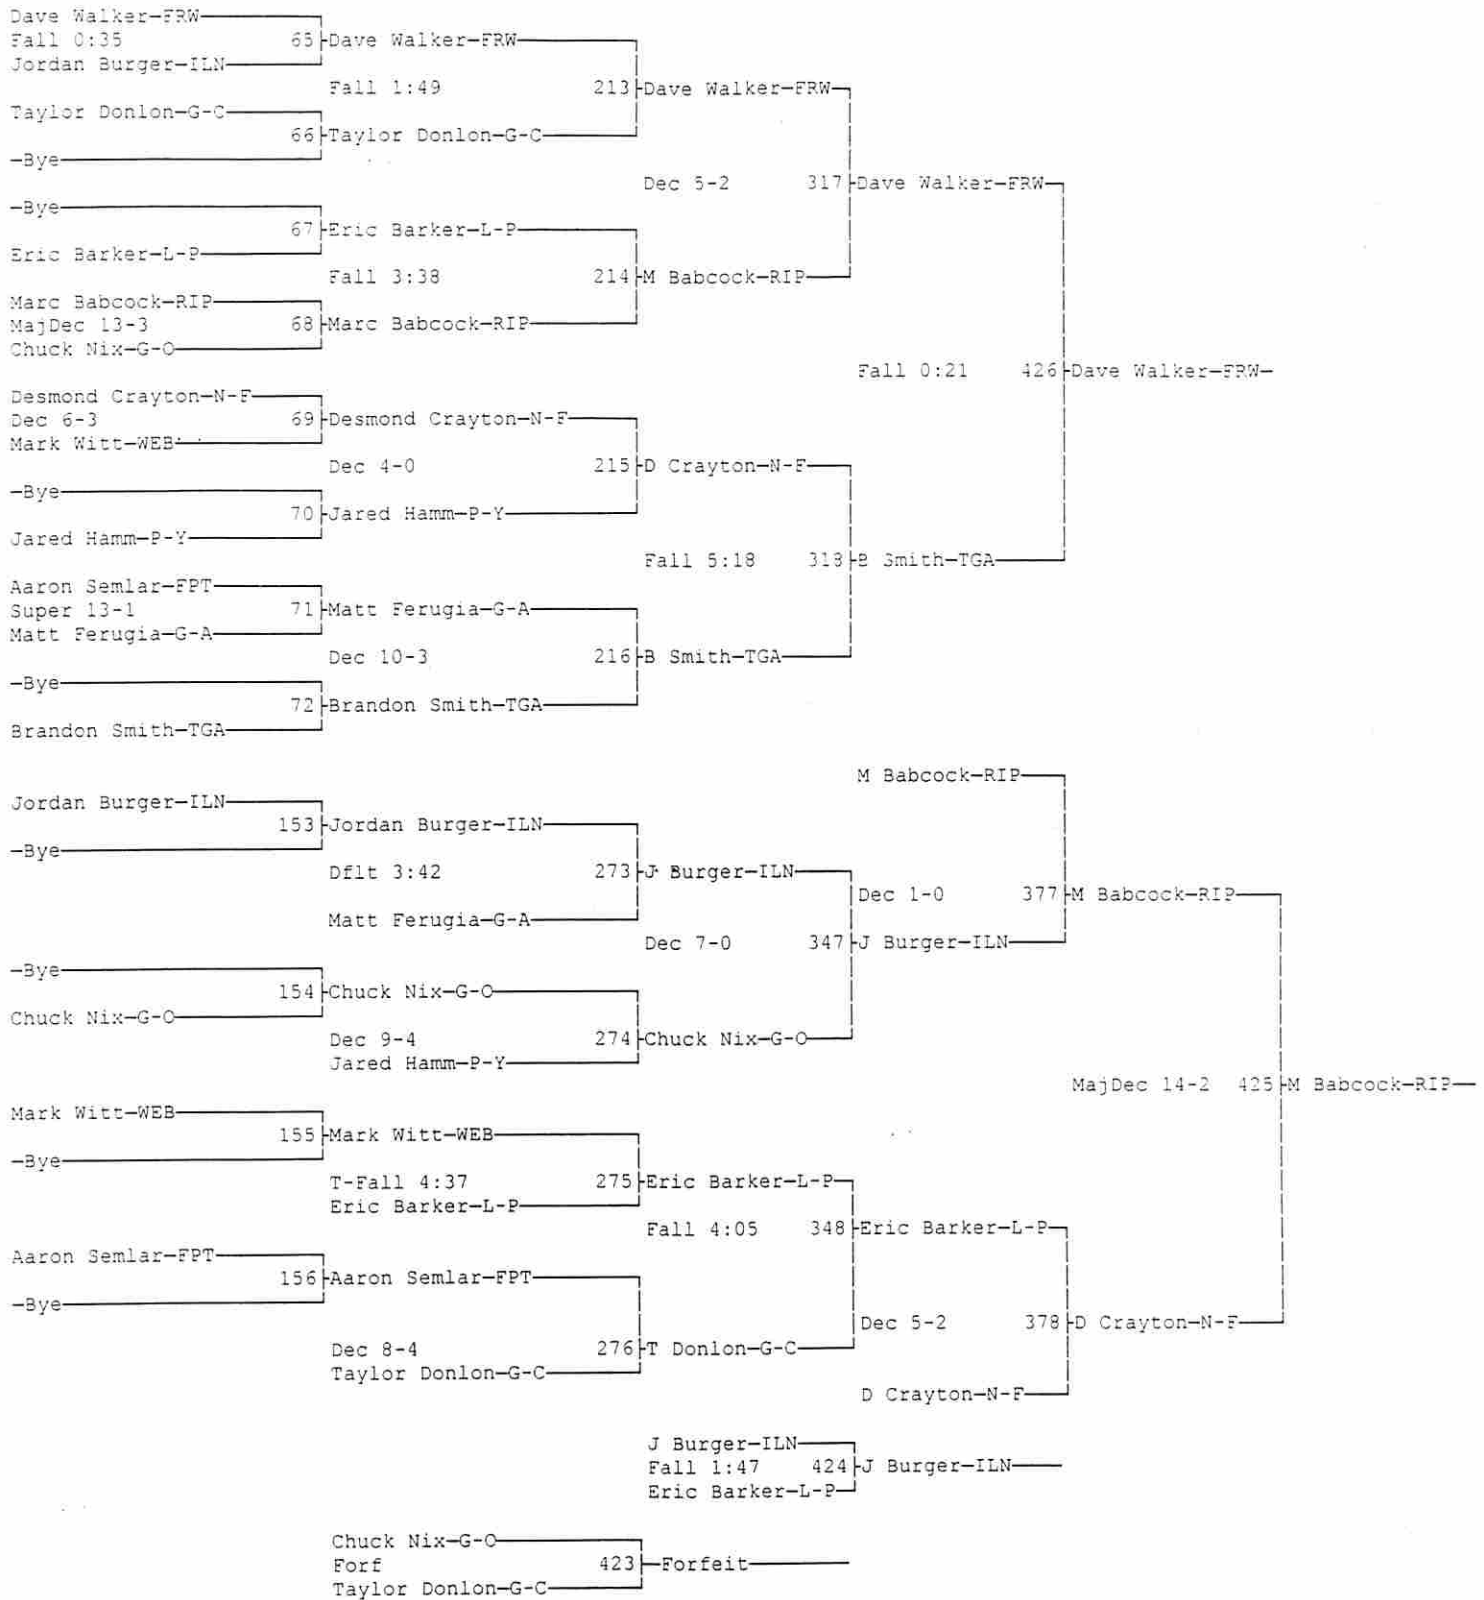 Dave Walker-FRW
Fall 0:35 65 Dave Walker-FRW
Jordan Burger-ILN
Fall 1:49 213 Dave Walker-FRW
Taylor Donlon-G-C
66 Taylor Donlon-G-C
-Bye
Dec 5-2 317 Dave Walker-FRW
-Bye
67 Eric Barker-L-P
Eric Barker-L-P
Fall 3:38 214 M Babcock-RIP
Marc Babcock-RIP
MajDec 13-3 68 Marc Babcock-RIP
Chuck Nix-G-O
Fall 0:21 426 Dave Walker-FRW-
Desmond Crayton-N-F
Dec 6-3 69 Desmond Crayton-N-F
Mark Witt-WEB
Dec 4-0 215 D Crayton-N-F
-Bye
70 Jared Hamm-P-Y
Jared Hamm-P-Y
Fall 5:18 318 B Smith-TGA
Aaron Semlar-FPT
Super 13-1 71 Matt Ferugia-G-A
Matt Ferugia-G-A
Dec 10-3 216 B Smith-TGA
-Bye
72 Brandon Smith-TGA
Brandon Smith-TGA
M Babcock-RIP
Jordan Burger-ILN
153 Jordan Burger-ILN
-Bye
Dflt 3:42 273 J Burger-ILN
Dec 1-0 377 M Babcock-RIP
Matt Ferugia-G-A
Dec 7-0 347 J Burger-ILN
-Bye
154 Chuck Nix-G-O
Chuck Nix-G-O
Dec 9-4 274 Chuck Nix-G-O
Jared Hamm-P-Y
MajDec 14-2 425 M Babcock-RIP
Mark Witt-WEB
155 Mark Witt-WEB
-Bye
T-Fall 4:37 275 Eric Barker-L-P
Eric Barker-L-P
Fall 4:05 348 Eric Barker-L-P
Aaron Semlar-FPT
156 Aaron Semlar-FPT
-Bye
Dec 5-2 378 D Crayton-N-F
Dec 8-4 276 T Donlon-G-C
Taylor Donlon-G-C
D Crayton-N-F
J Burger-ILN
Fall 1:47 424 J Burger-ILN
Eric Barker-L-P
Chuck Nix-G-O
Forf 423 Forfeit
Taylor Donlon-G-C